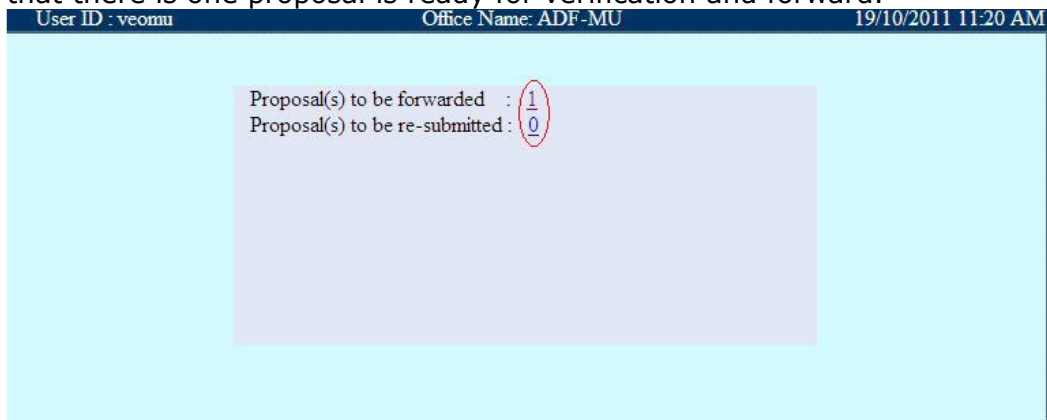 that there is one proposal is ready for verification and forward.
User ID : veomu Office Name: ADF-MU 19/10/2011 11:20 AM
Proposal(s) to be forwarded : 1
Proposal(s) to be re-submitted : 0